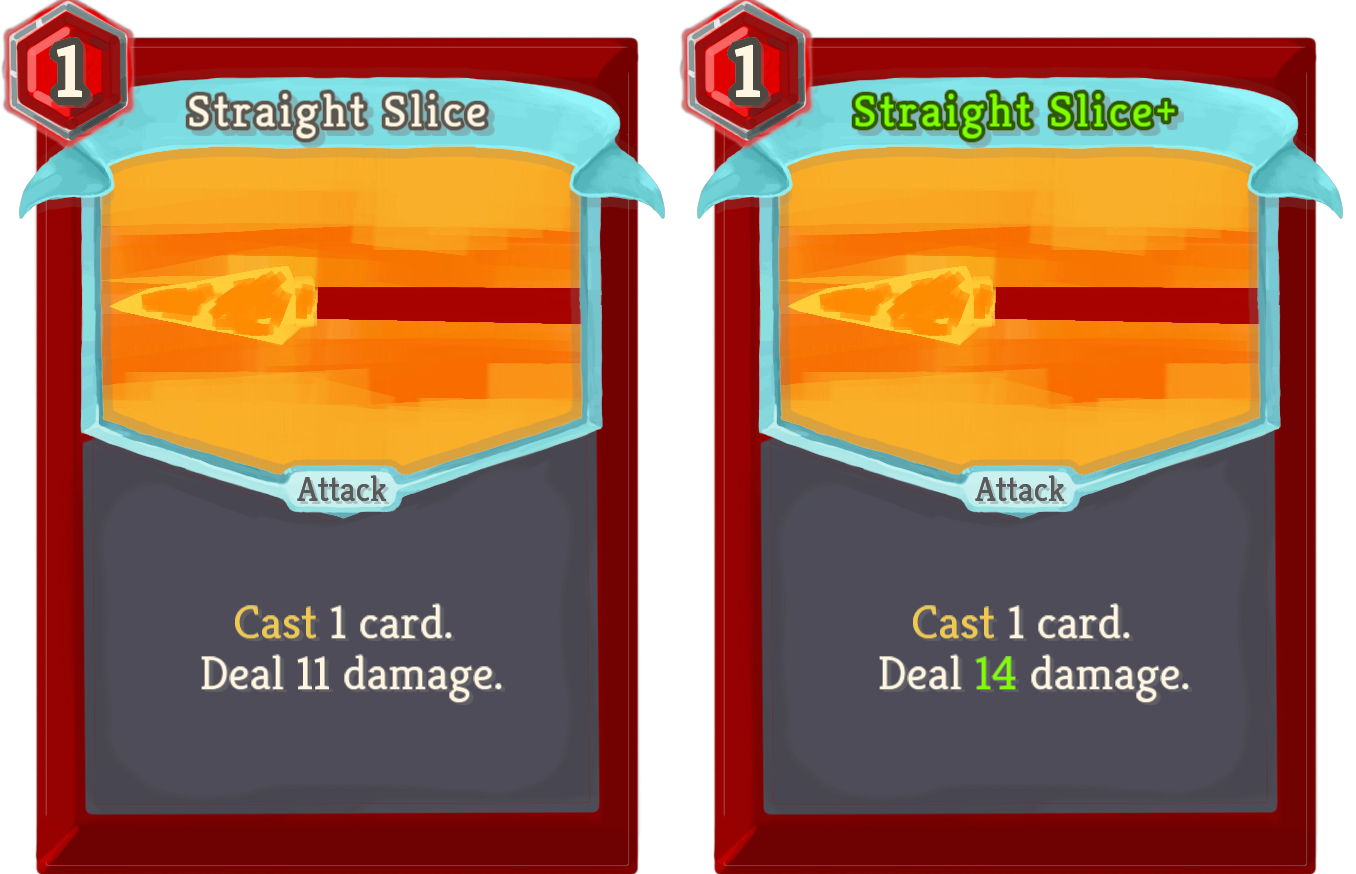 1
Straight Slice
Attack
Cast 1 card.
Deal 11 damage.
1
Straight Slice+
Attack
Cast 1 card.
Deal 14 damage.